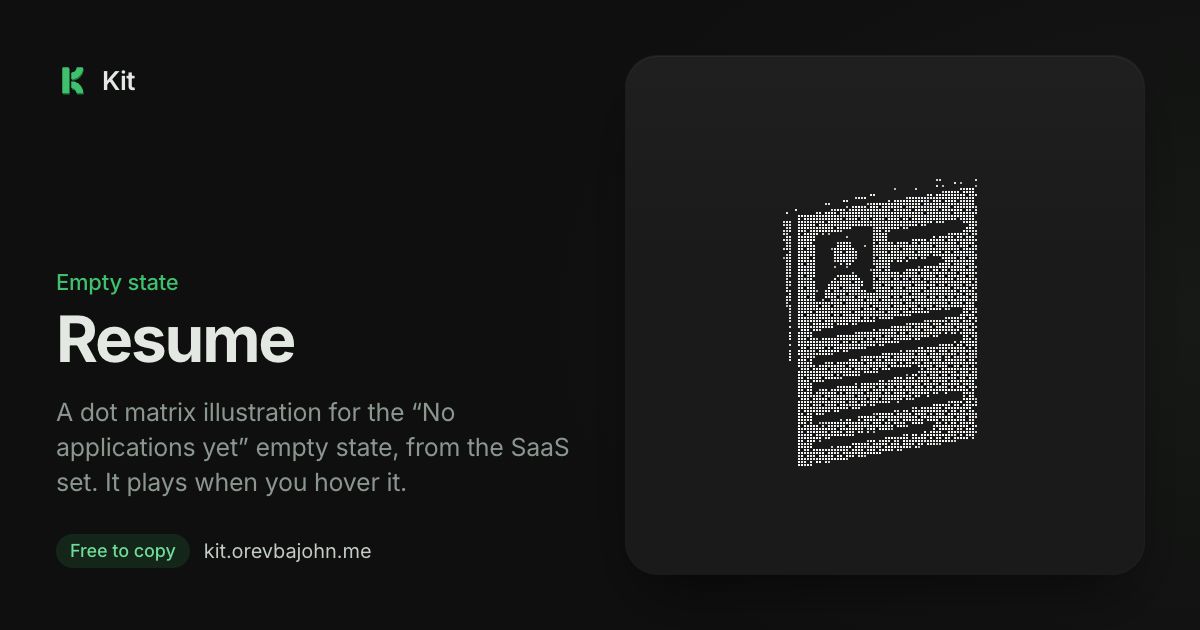 Kit
Empty state
Resume
A dot matrix illustration for the “No
applications yet” empty state, from the SaaS
set. It plays when you hover it.
Free to copy
kit.orevbajohn.me